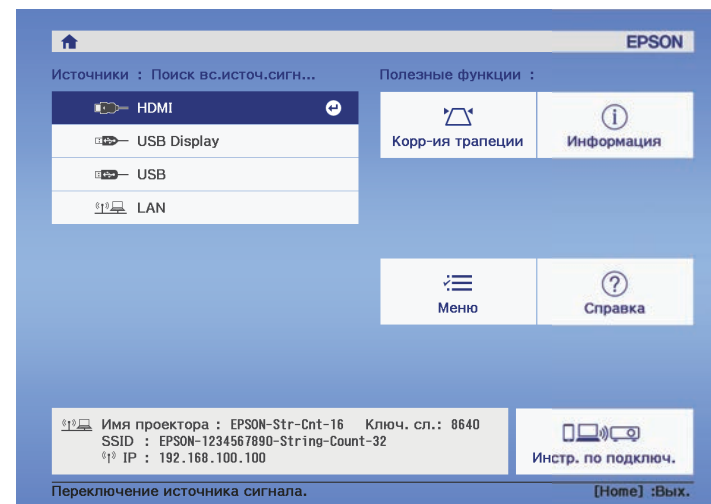 EPSON
Источники : Поиск вс.источ.сигн...
Полезные функции :
HDMI
USB Display
USB
LAN
Корр-ия трапеции
Информация
Меню
Справка
Имя проектора : EPSON-Str-Cnt-16 Ключ. сл.: 8640
SSID : EPSON-1234567890-String-Count-32
IP : 192.168.100.100
Инстр. по подключ.
Переключение источника сигнала.
[Home] :Вых.